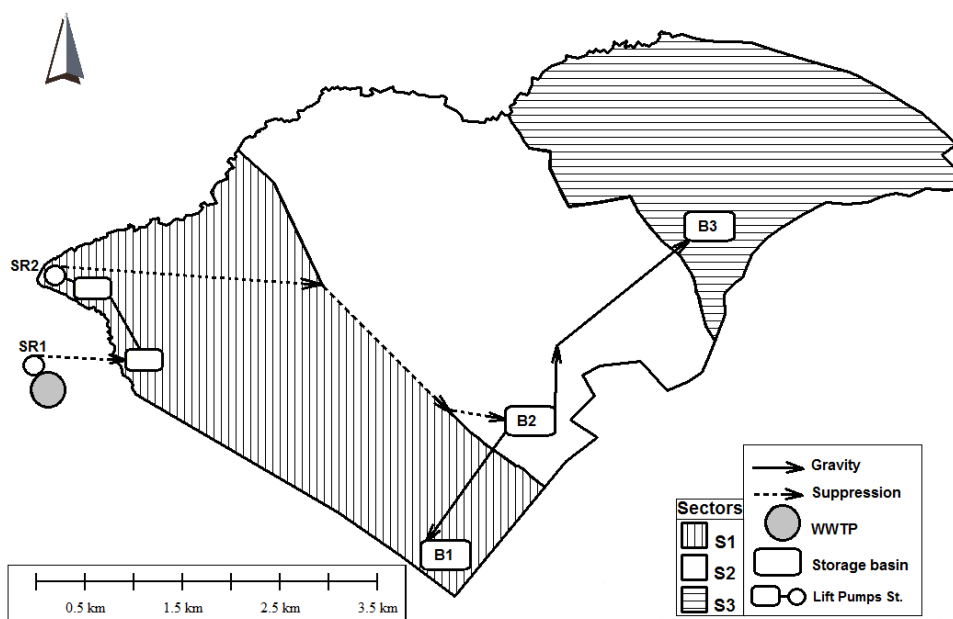 B3
SR2
SR1
B2
B1
Gravity
Suppression
WWTP
Storage basin
Lift Pumps St.
Sectors
S1
S2
S3
0.5 km
1.5 km
2.5 km
3.5 km